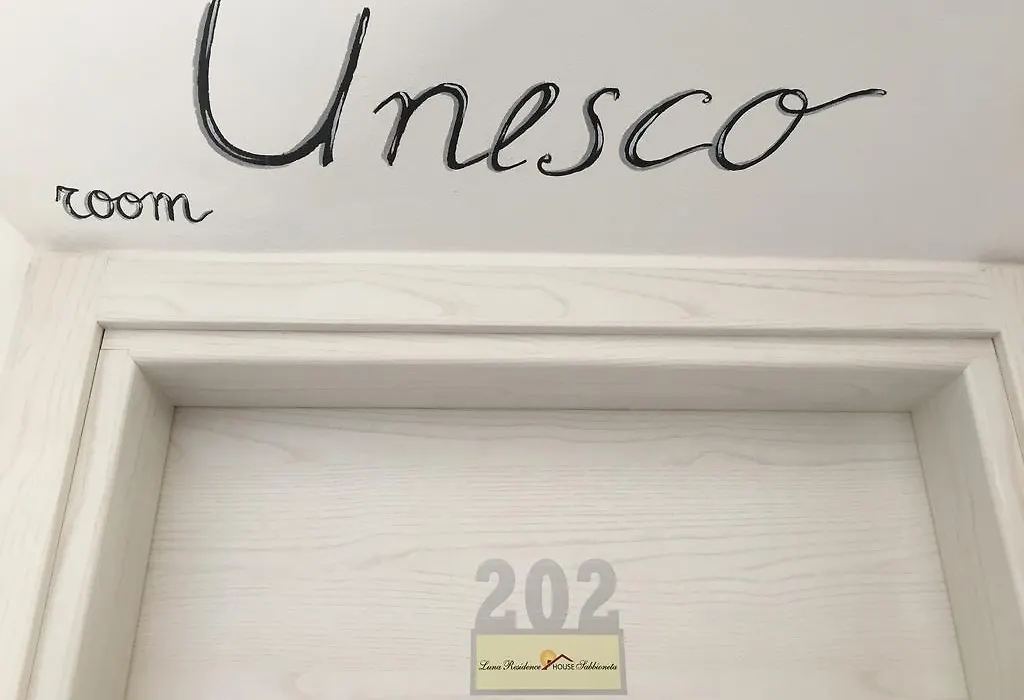 Unesco
room
202
Luna Residence HOUSE Sabbioneta